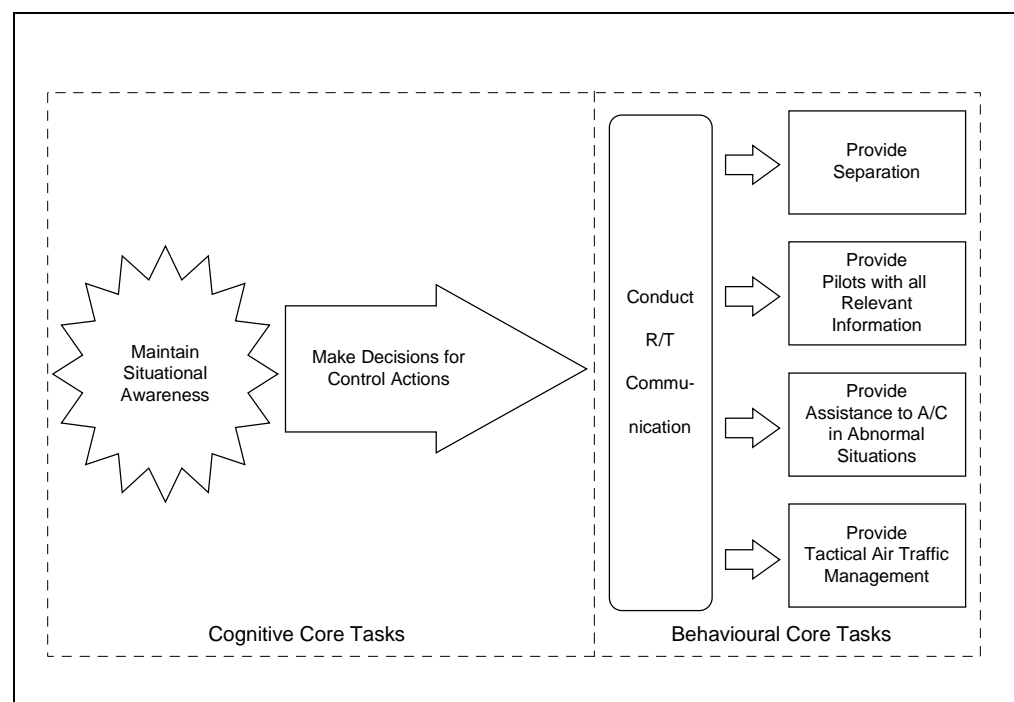 Maintain
Situational
Awareness
Make Decisions for
Control Actions
Conduct
R/T
Commu-
nication
Provide
Separation
Provide
Pilots with all
Relevant
Information
Provide
Assistance to A/C
in Abnormal
Situations
Provide
Tactical Air Traffic
Management
Cognitive Core Tasks
Behavioural Core Tasks